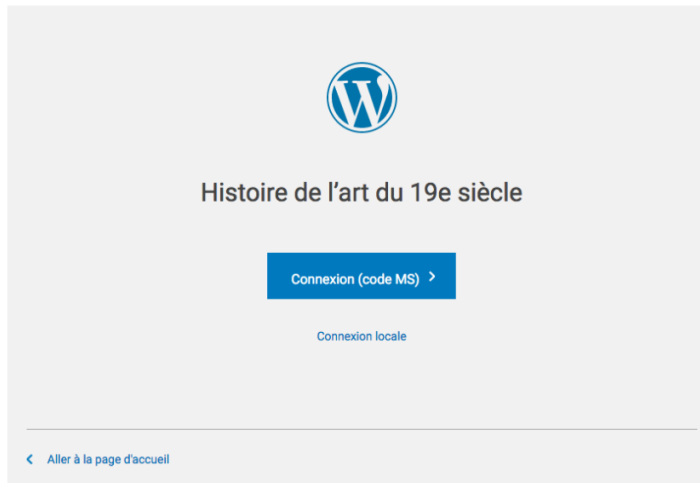 Histoire de l'art du 19e siècle
Connexion (code MS) >
Connexion locale
Aller à la page d'accueil